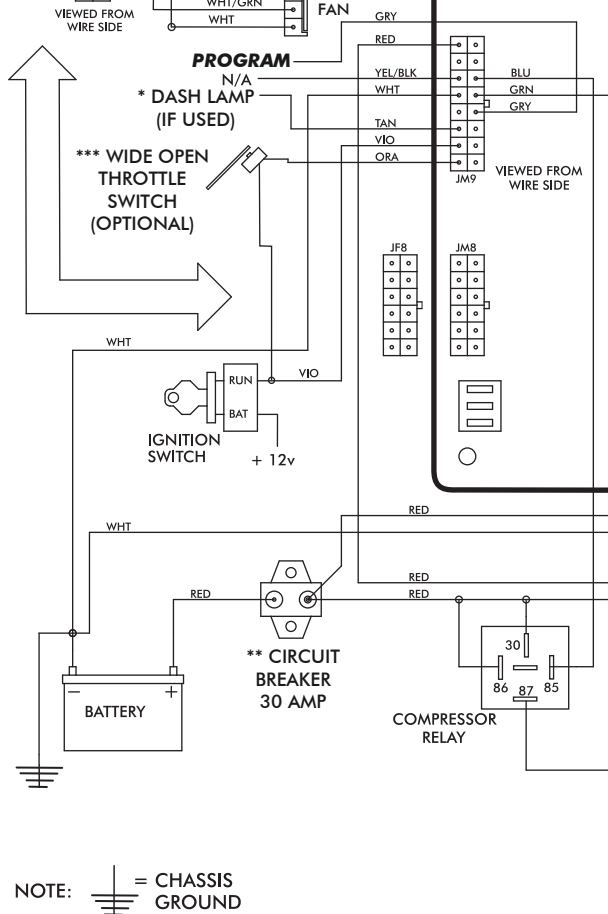 WHT/GRN
FAN
VIEWED FROM
WIRE SIDE
WHT
GRY
RED
PROGRAM
N/A
YEL/BLK
BLU
* DASH LAMP
(IF USED)
WHT
GRN
GRY
TAN
VIO
ORA
*** WIDE OPEN
THROTTLE
SWITCH
(OPTIONAL)
VIEWED FROM
WIRE SIDE
JM9
JF8
JM8
WHT
RUN
VIO
BAT
IGNITION
SWITCH
+ 12v
RED
WHT
RED
RED
RED
** CIRCUIT
BREAKER
30 AMP
30
86
87
85
COMPRESSOR
RELAY
− +
BATTERY
NOTE:
= CHASSIS
GROUND